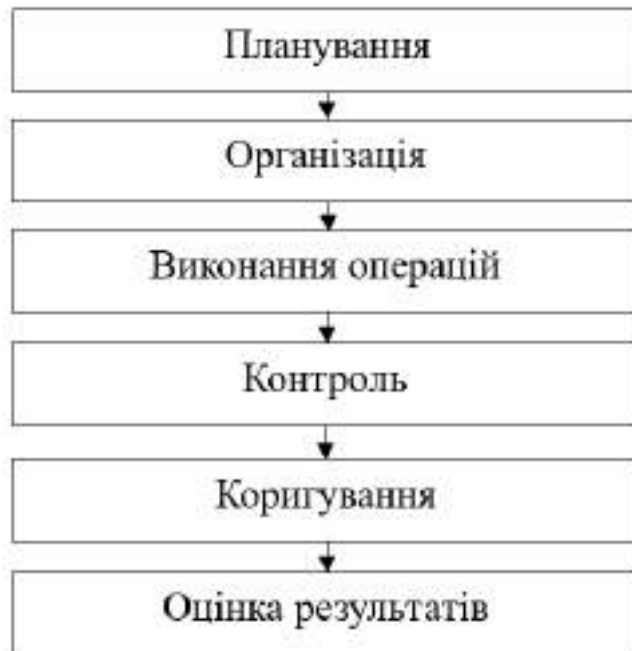 Планування
Організація
Виконання операцій
Контроль
Коригування
Оцінка результатів